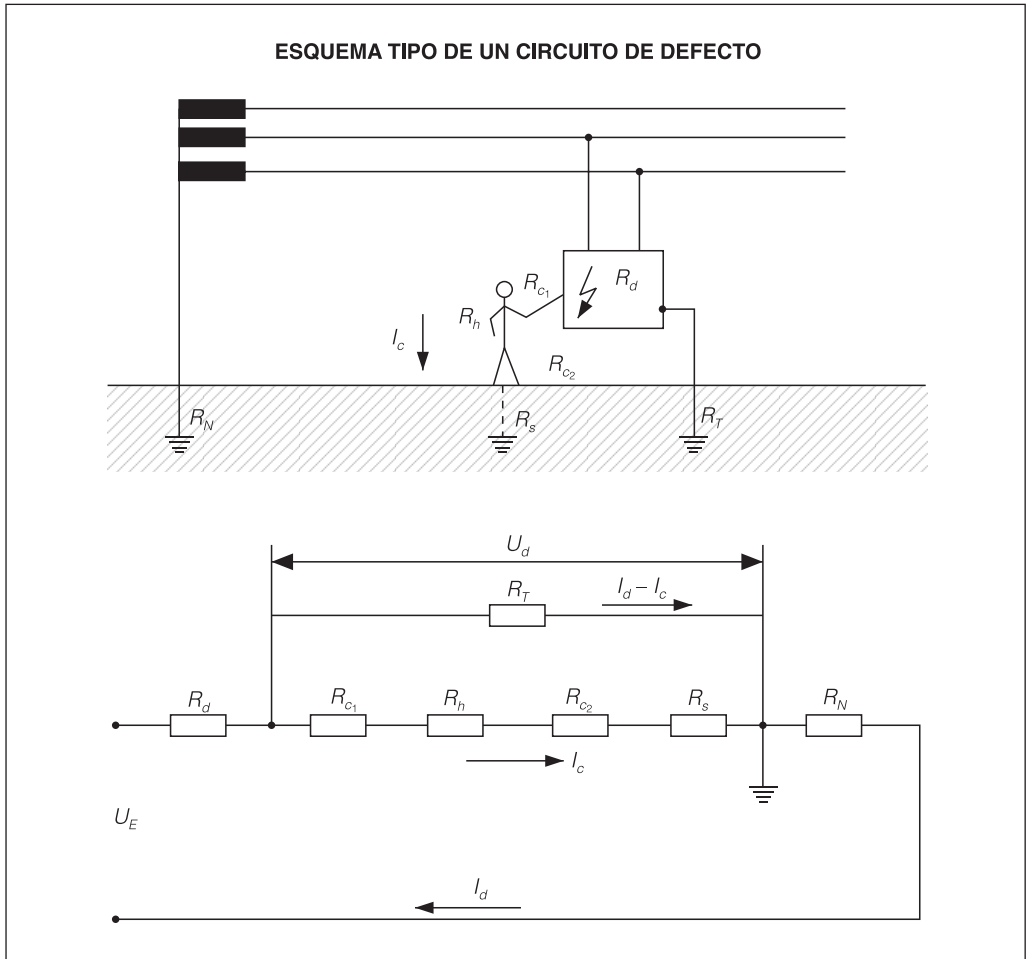 ESQUEMA TIPO DE UN CIRCUITO DE DEFECTO
R_d
R_c1
R_h
I_c
R_c2
R_N
R_s
R_T
U_d
R_T
I_d – I_c
R_d
R_c1
R_h
R_c2
R_s
R_N
I_c
U_E
I_d